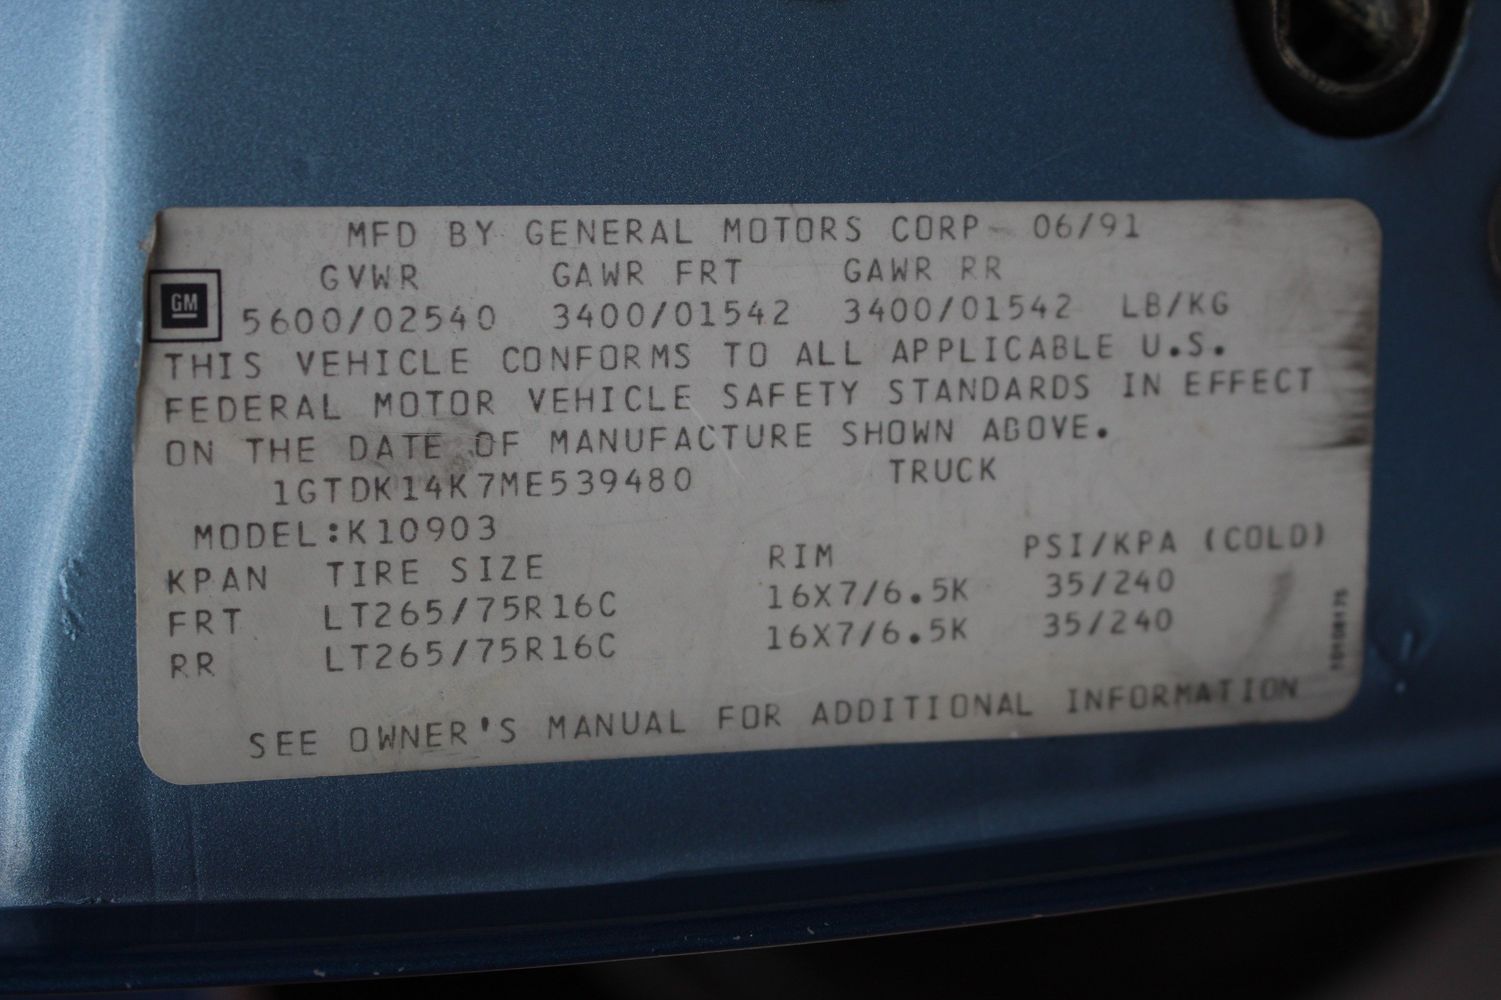 MFD BY GENERAL MOTORS CORP 06/91
GVWR GAWR FRT GAWR RR
GM
5600/02540 3400/01542 3400/01542 LB/KG
THIS VEHICLE CONFORMS TO ALL APPLICABLE U.S.
FEDERAL MOTOR VEHICLE SAFETY STANDARDS IN EFFECT
ON THE DATE OF MANUFACTURE SHOWN ABOVE.
1GTDK14K7ME539480 TRUCK
MODEL:K10903
KPAN TIRE SIZE RIM PSI/KPA (COLD)
FRT LT265/75R16C 16X7/6.5K 35/240
RR LT265/75R16C 16X7/6.5K 35/240
SEE OWNER'S MANUAL FOR ADDITIONAL INFORMATION